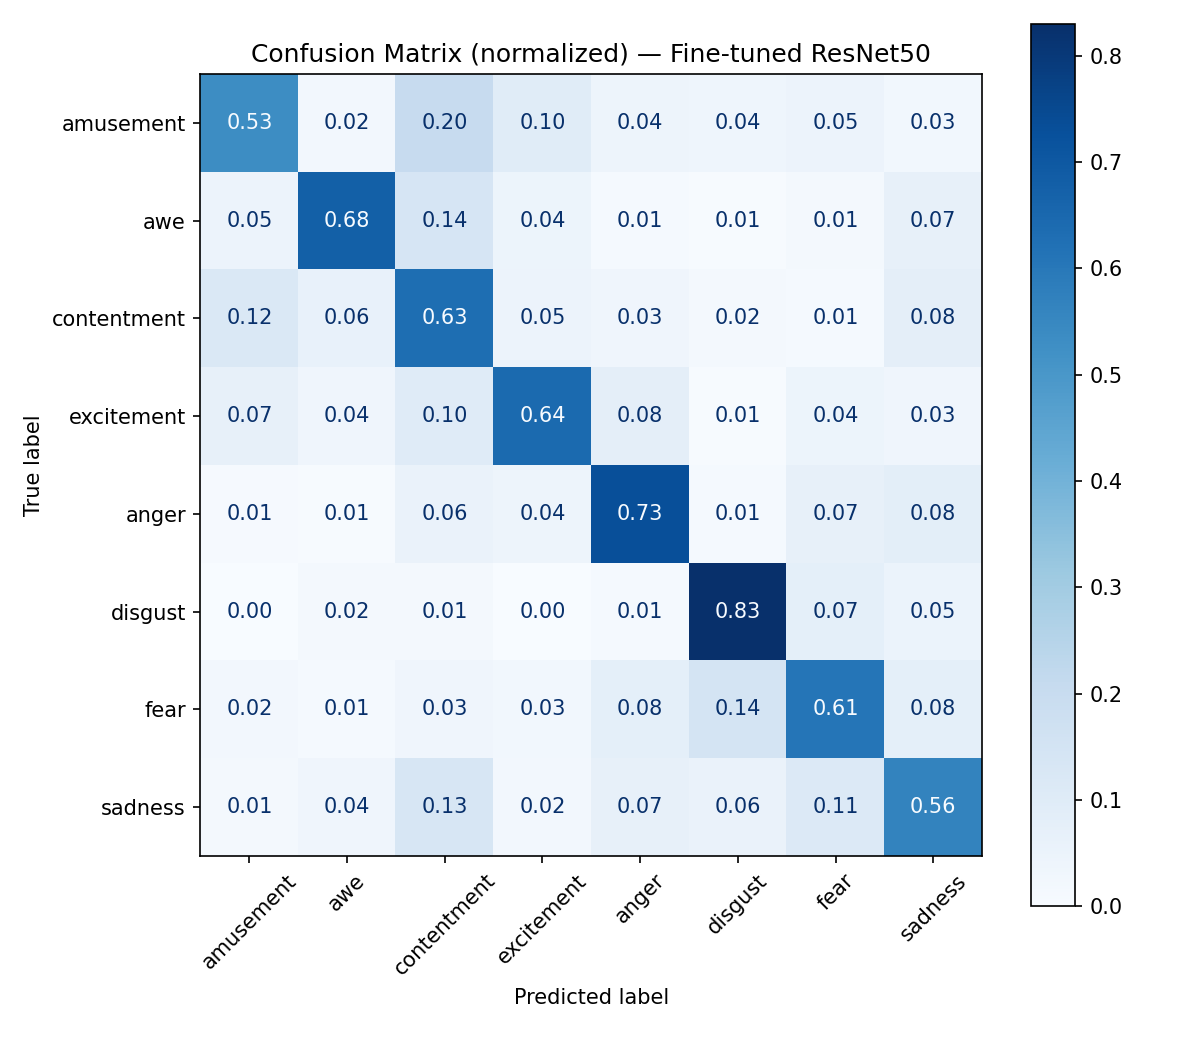 Confusion Matrix (normalized) — Fine-tuned ResNet50
True label
amusement 0.53 0.02 0.20 0.10 0.04 0.04 0.05 0.03
awe 0.05 0.68 0.14 0.04 0.01 0.01 0.01 0.07
contentment 0.12 0.06 0.63 0.05 0.03 0.02 0.01 0.08
excitement 0.07 0.04 0.10 0.64 0.08 0.01 0.04 0.03
anger 0.01 0.01 0.06 0.04 0.73 0.01 0.07 0.08
disgust 0.00 0.02 0.01 0.00 0.01 0.83 0.07 0.05
fear 0.02 0.01 0.03 0.03 0.08 0.14 0.61 0.08
sadness 0.01 0.04 0.13 0.02 0.07 0.06 0.11 0.56
amusement awe contentment excitement anger disgust fear sadness
Predicted label
0.8
0.7
0.6
0.5
0.4
0.3
0.2
0.1
0.0